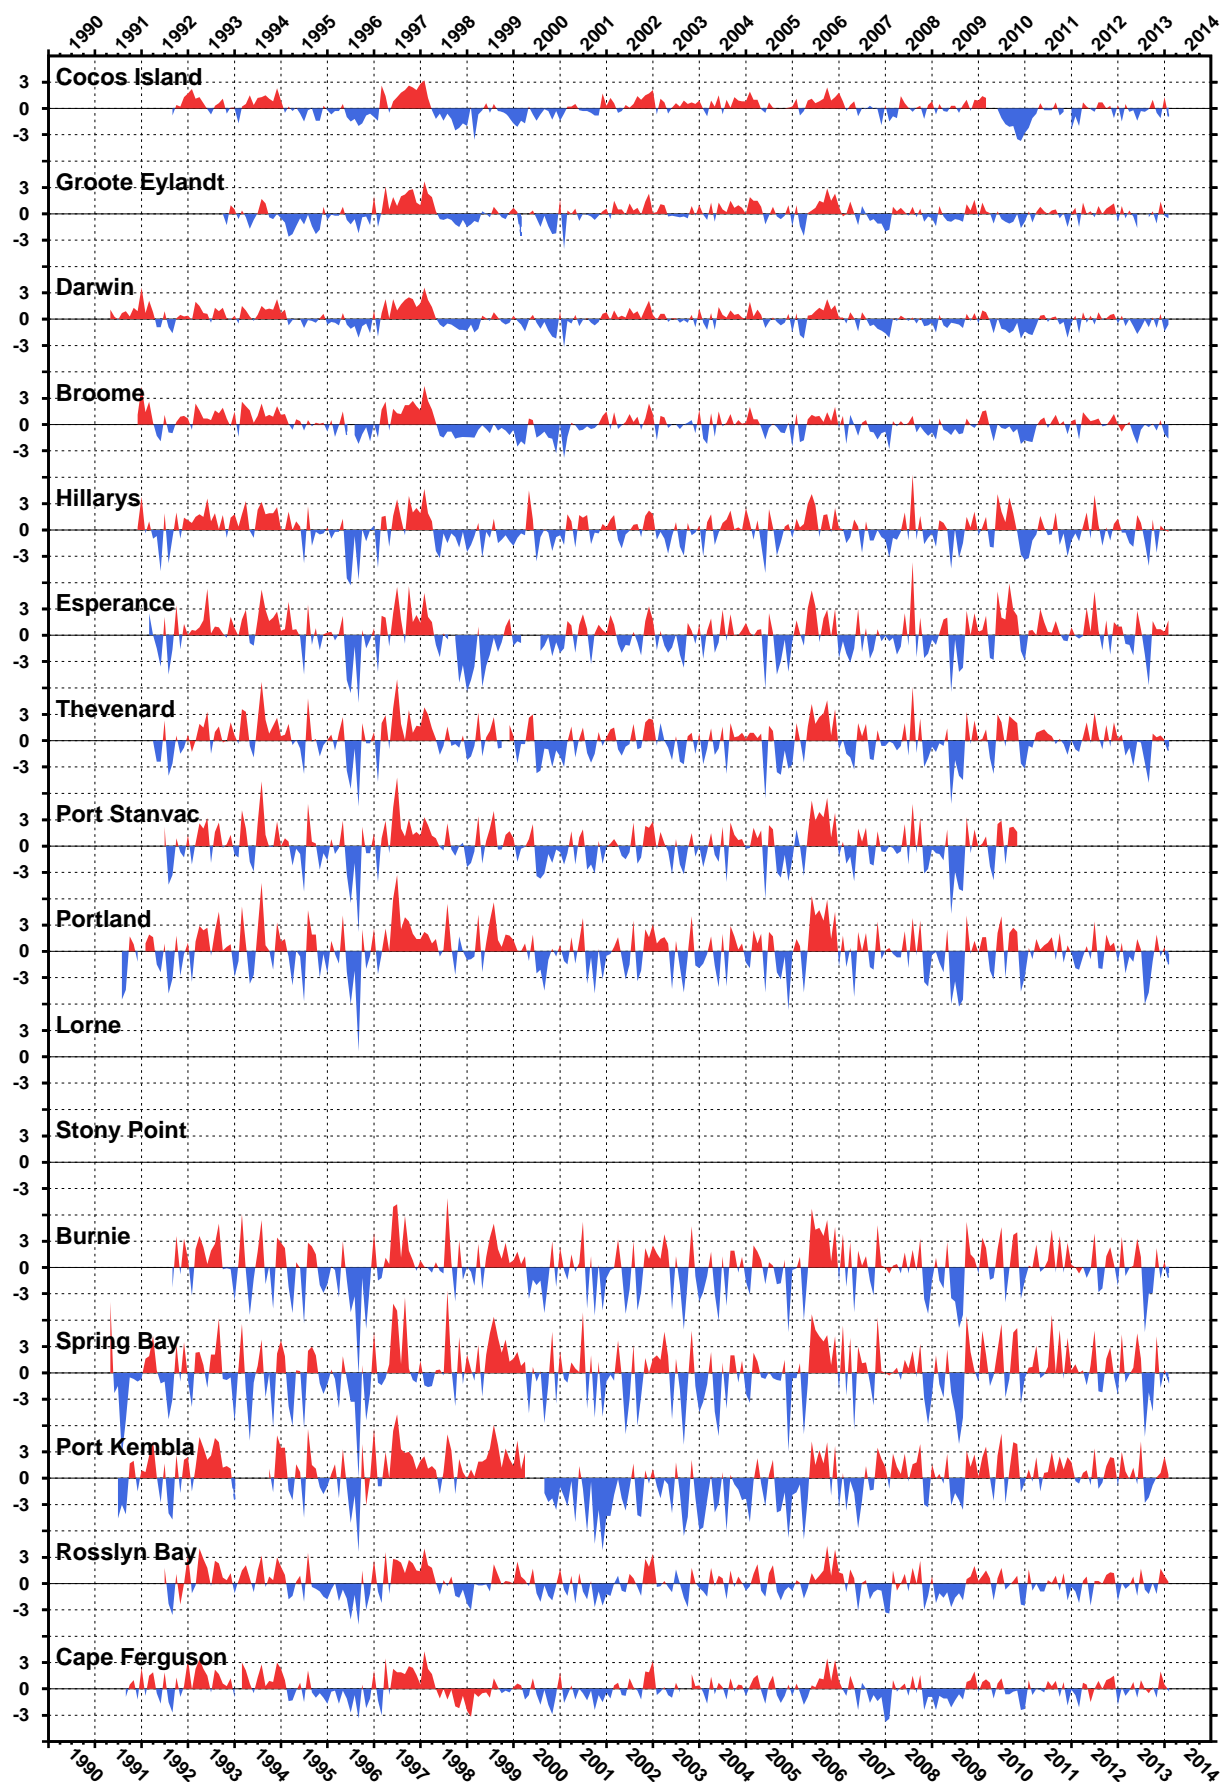 1990 1991 1992 1993 1994 1995 1996 1997 1998 1999 2000 2001 2002 2003 2004 2005 2006 2007 2008 2009 2010 2011 2012 2013 2014
Cocos Island
3
0
-3
Groote Eylandt
3
0
-3
Darwin
3
0
-3
Broome
3
0
-3
Hillarys
3
0
-3
Esperance
3
0
-3
Thevenard
3
0
-3
Port Stanvac
3
0
-3
Portland
3
0
-3
Lorne
3
0
-3
Stony Point
3
0
-3
Burnie
3
0
-3
Spring Bay
3
0
-3
Port Kembla
3
0
-3
Rosslyn Bay
3
0
-3
Cape Ferguson
3
0
-3
1990 1991 1992 1993 1994 1995 1996 1997 1998 1999 2000 2001 2002 2003 2004 2005 2006 2007 2008 2009 2010 2011 2012 2013 2014